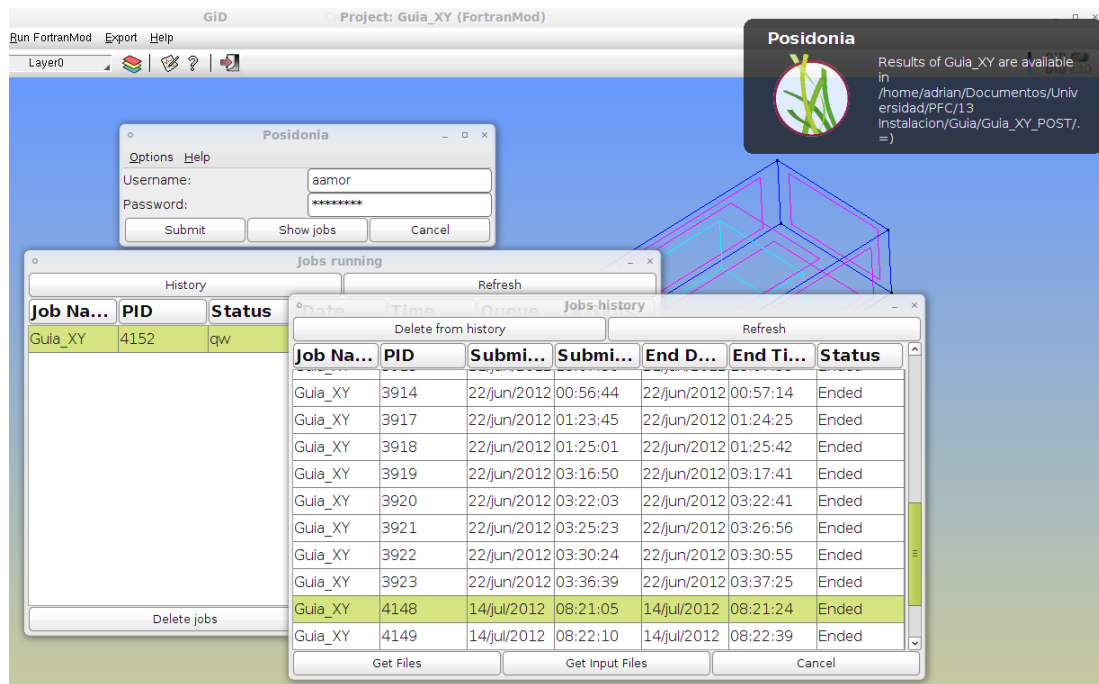 GiD
Project: Guia_XY (FortranMod)
Run FortranMod Export Help
Layer0
Posidonia
Results of Guia_XY are available
in
/home/adrian/Documentos/Univ
ersidad/PFC/13
Instalacion/Guia/Guia_XY_POST/.
=)
Posidonia
Options Help
Username: aamor
Password: ********
Submit Show jobs Cancel
Jobs running
History Refresh
Job Na... PID Status Date Time Queue
Guia_XY 4152 qw
Delete jobs
Jobs history
Delete from history Refresh
Job Na... PID Submi... Submi... End D... End Ti... Status
Guia_XY 3914 22/jun/2012 00:56:44 22/jun/2012 00:57:14 Ended
Guia_XY 3917 22/jun/2012 01:23:45 22/jun/2012 01:24:25 Ended
Guia_XY 3918 22/jun/2012 01:25:01 22/jun/2012 01:25:42 Ended
Guia_XY 3919 22/jun/2012 03:16:50 22/jun/2012 03:17:41 Ended
Guia_XY 3920 22/jun/2012 03:22:03 22/jun/2012 03:22:41 Ended
Guia_XY 3921 22/jun/2012 03:25:23 22/jun/2012 03:26:56 Ended
Guia_XY 3922 22/jun/2012 03:30:24 22/jun/2012 03:30:55 Ended
Guia_XY 3923 22/jun/2012 03:36:39 22/jun/2012 03:37:25 Ended
Guia_XY 4148 14/jul/2012 08:21:05 14/jul/2012 08:21:24 Ended
Guia_XY 4149 14/jul/2012 08:22:10 14/jul/2012 08:22:39 Ended
Get Files Get Input Files Cancel